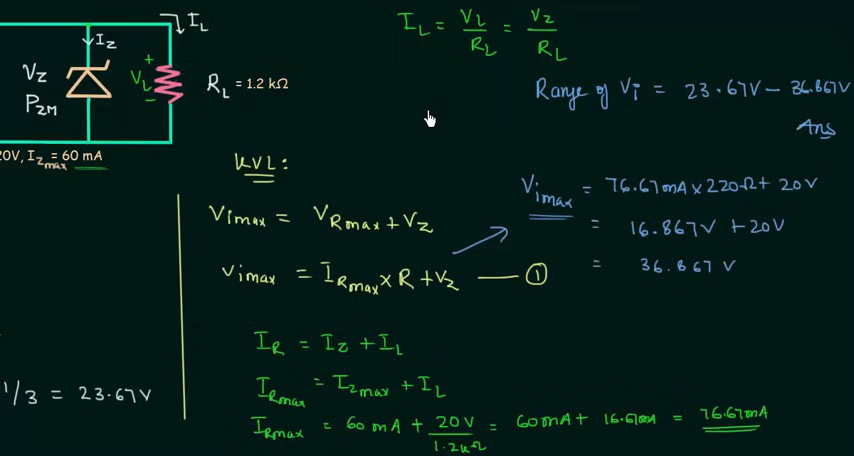 I_L
I_Z
V_Z
P_ZM
+
V_L
−
R_L = 1.2 kΩ
20V, I_Zmax = 60 mA
1/3 = 23.67V
I_L = V_L/R_L = V_Z/R_L
Range of Vi = 23.67V − 36.867V
Ans
KVL:
Vimax = V_Rmax + V_Z
Vimax = I_Rmax × R + V_Z —— ①
Vimax = 76.67mA × 220Ω + 20V
= 16.867V + 20V
= 36.867 V
I_R = I_Z + I_L
I_Rmax = I_Zmax + I_L
I_Rmax = 60 mA + 20V/1.2kΩ = 60mA + 16.67mA = 76.67mA